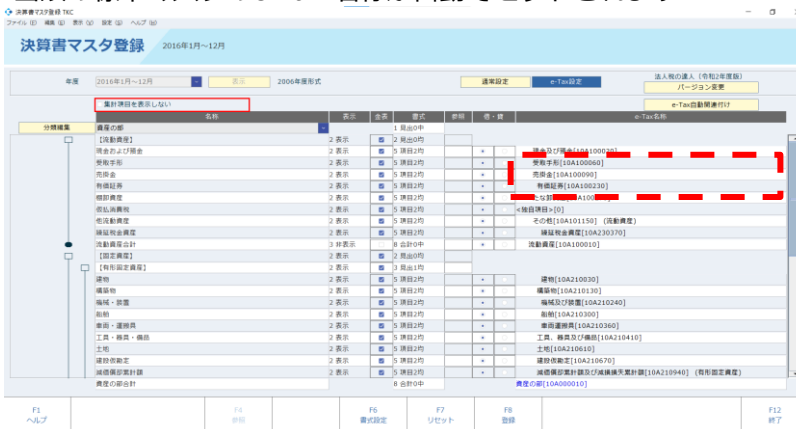 決算書マスタ登録 TKC
ファイル (F) 編集 (E) 表示 (V) 設定 (S) ヘルプ (W)
決算書マスタ登録 2016年1月~12月
年度 2016年1月~12月 表示 2006年度形式 通常設定 e-Tax設定 法人税の達人 (令和2年度版)
バージョン変更
集計項目を表示しない e-Tax自動関連付け
名称 表示 金表 書式 参照 借・貸 e-Tax名称
分類編集 資産の部 1 見出0中
【流動資産】 2 表示 2 見出0均
現金および預金 2 表示 5 項目2均 現金及び預金[10A100020]
受取手形 2 表示 5 項目2均 受取手形[10A100060]
売掛金 2 表示 5 項目2均 売掛金[10A100090]
有価証券 2 表示 5 項目2均 有価証券[10A100230]
棚卸資産 2 表示 5 項目2均
仮払消費税 2 表示 5 項目2均 <独自項目>[0]
他流動資産 2 表示 5 項目2均 その他[10A101150] (流動資産)
繰延税金資産 2 表示 5 項目2均 繰延税金資産[10A230370]
流動資産合計 3 非表示 8 合計0中 流動資産[10A100010]
【固定資産】 2 表示 2 見出0均
【有形固定資産】 2 表示 3 見出1均
建物 2 表示 5 項目2均 建物[10A210030]
構築物 2 表示 5 項目2均 構築物[10A210130]
機械・装置 2 表示 5 項目2均 機械及び装置[10A210240]
船舶 2 表示 5 項目2均 船舶[10A210300]
車両・運搬具 2 表示 5 項目2均 車両運搬具[10A210360]
工具・器具・備品 2 表示 5 項目2均 工具、器具及び備品[10A210410]
土地 2 表示 5 項目2均 土地[10A210610]
建設仮勘定 2 表示 5 項目2均 建設仮勘定[10A210670]
減価償却累計額 2 表示 5 項目2均 減価償却累計額及び減損損失累計額[10A210940] (有形固定資産)
資産の部合計 8 合計0中 資産の部[10A000010]
F1 F4 F6 F7 F8 F12
ヘルプ 参照 書式設定 リセット 登録 終了